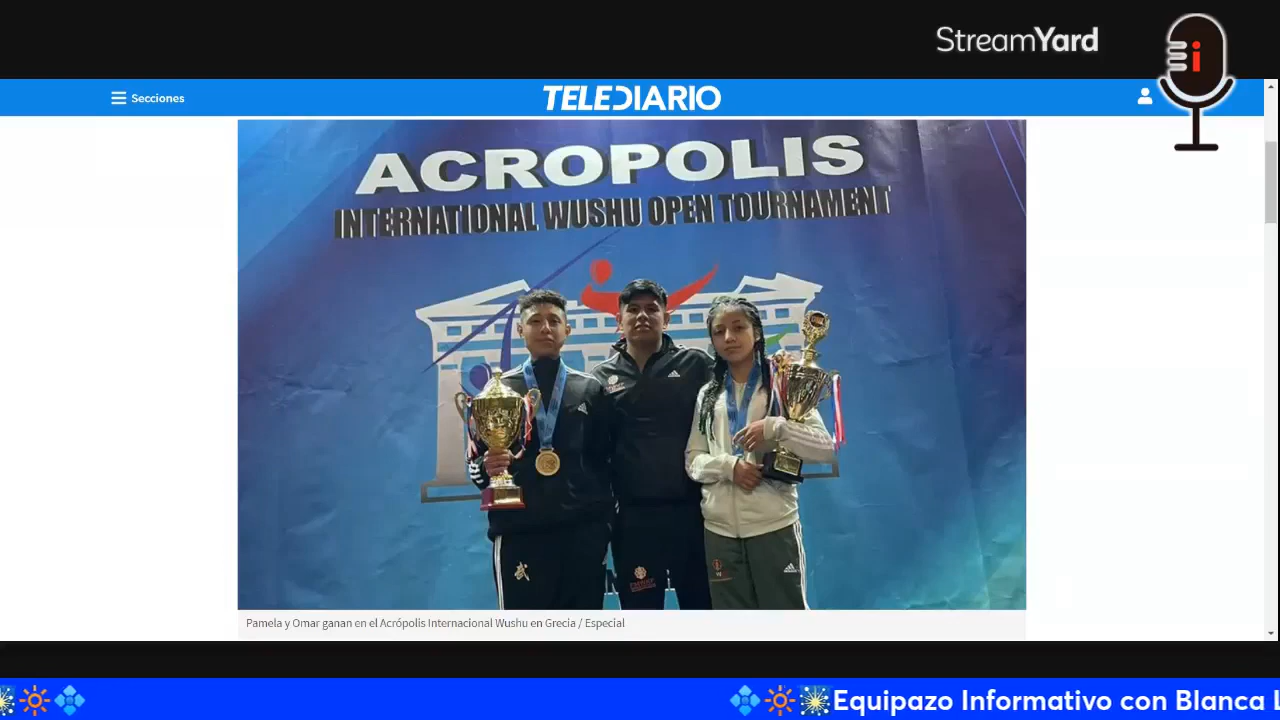 StreamYard
i
Secciones
TELEDIARIO
ACROPOLIS
INTERNATIONAL WUSHU OPEN TOURNAMENT
Pamela y Omar ganan en el Acrópolis Internacional Wushu en Grecia / Especial
Equipazo Informativo con Blanca L